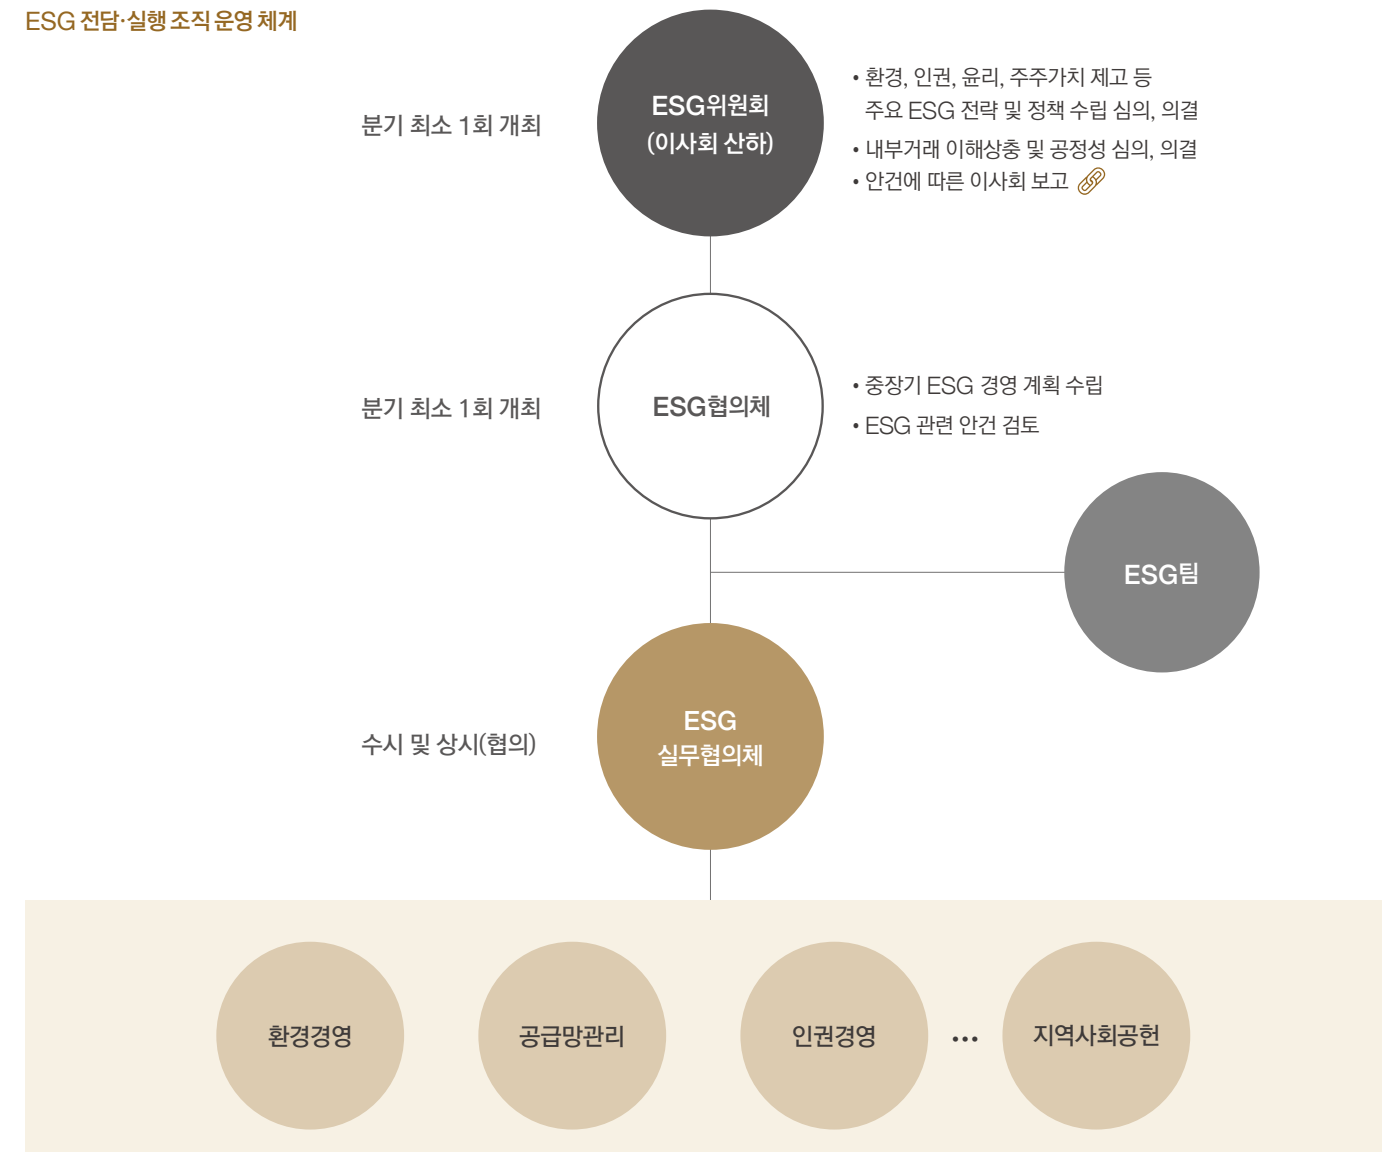 ESG 전담·실행 조직 운영 체계
분기 최소 1회 개최
ESG위원회
(이사회 산하)
• 환경, 인권, 윤리, 주주가치 제고 등
주요 ESG 전략 및 정책 수립 심의, 의결
• 내부거래 이해상충 및 공정성 심의, 의결
• 안건에 따른 이사회 보고
분기 최소 1회 개최
ESG협의체
• 중장기 ESG 경영 계획 수립
• ESG 관련 안건 검토
ESG팀
수시 및 상시(협의)
ESG
실무협의체
환경경영
공급망관리
인권경영
...
지역사회공헌